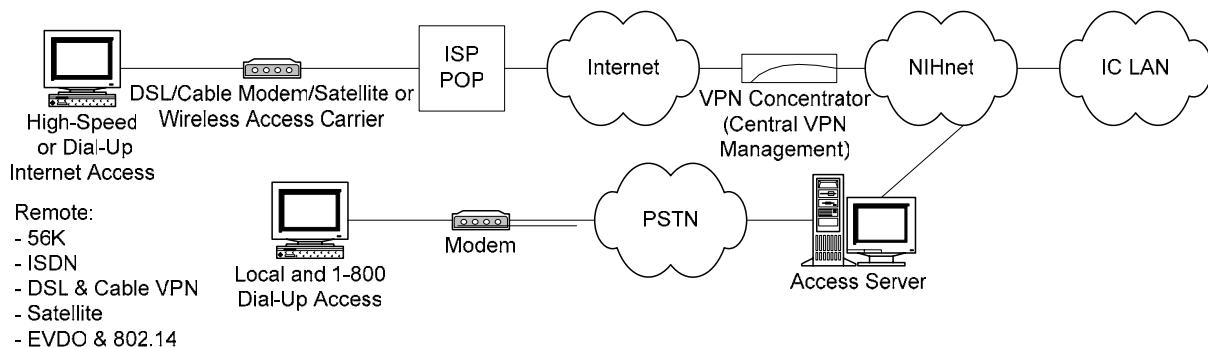 ISP
POP
Internet
NIHnet
IC LAN
DSL/Cable Modem/Satellite or
Wireless Access Carrier
VPN Concentrator
(Central VPN
Management)
High-Speed
or Dial-Up
Internet Access
Remote:
- 56K
- ISDN
- DSL & Cable VPN
- Satellite
- EVDO & 802.14
Local and 1-800
Dial-Up Access
Modem
PSTN
Access Server